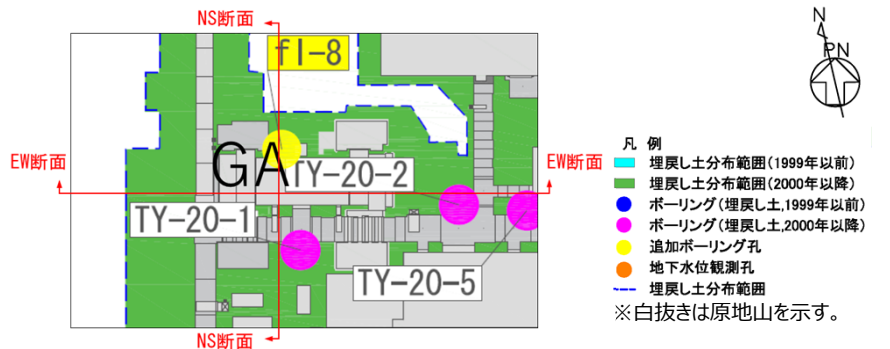 NS断面
fl-8
EW断面
GA
TY-20-2
EW断面
TY-20-1
TY-20-5
NS断面
N
PN
凡 例
埋戻し土分布範囲(1999年以前)
埋戻し土分布範囲(2000年以降)
ボーリング(埋戻し土,1999年以前)
ボーリング(埋戻し土,2000年以降)
追加ボーリング孔
地下水位観測孔
埋戻し土分布範囲
※白抜きは原地山を示す。